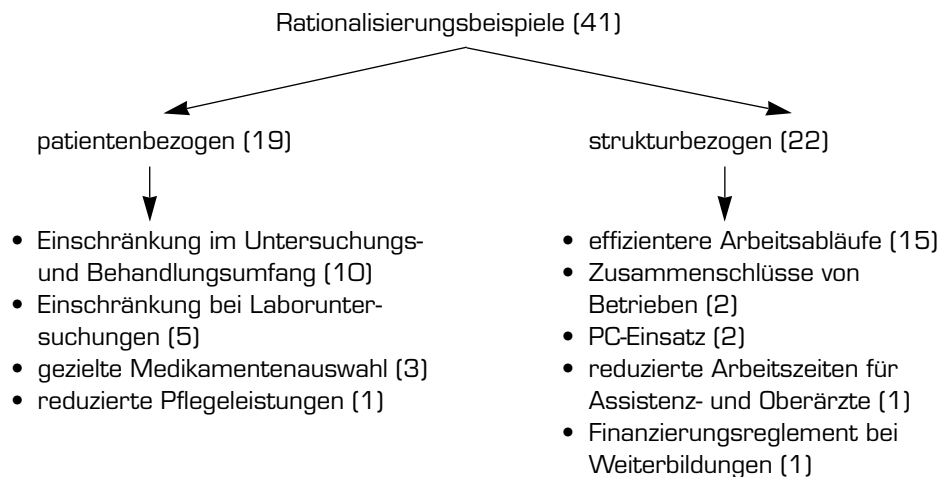 Rationalisierungsbeispiele (41)
patientenbezogen (19)
• Einschränkung im Untersuchungs-
und Behandlungsumfang (10)
• Einschränkung bei Laborunter-
suchungen (5)
• gezielte Medikamentenauswahl (3)
• reduzierte Pflegeleistungen (1)
strukturbezogen (22)
• effizientere Arbeitsabläufe (15)
• Zusammenschlüsse von
Betrieben (2)
• PC-Einsatz (2)
• reduzierte Arbeitszeiten für
Assistenz- und Oberärzte (1)
• Finanzierungsreglement bei
Weiterbildungen (1)